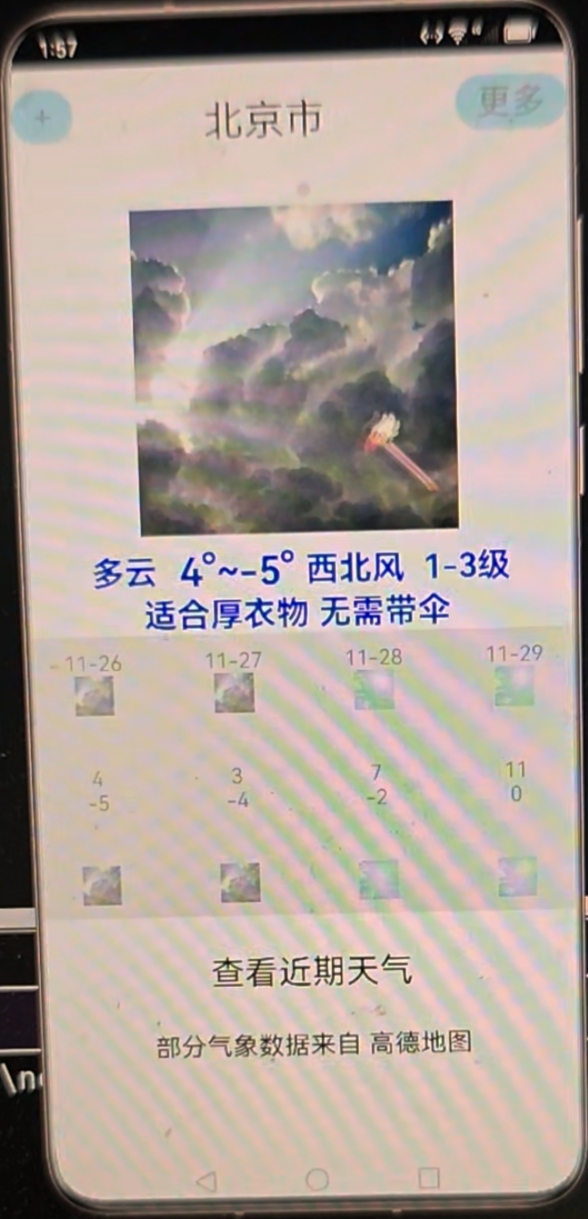 1:57
+ 北京市 更多
多云 4°~-5° 西北风 1-3级
适合厚衣物 无需带伞
11-26 11-27 11-28 11-29
4 3 7 11
-5 -4 -2 0
查看近期天气
部分气象数据来自 高德地图